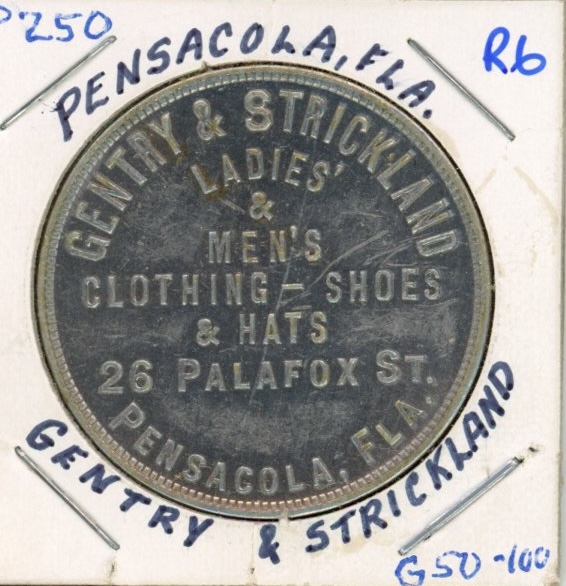 P250
R6
PENSACOLA, FLA.
GENTRY & STRICKLAND
LADIES'
&
MEN'S
CLOTHING – SHOES
& HATS
26 PALAFOX ST.
PENSACOLA, FLA.
GENTRY & STRICKLAND
G50-100